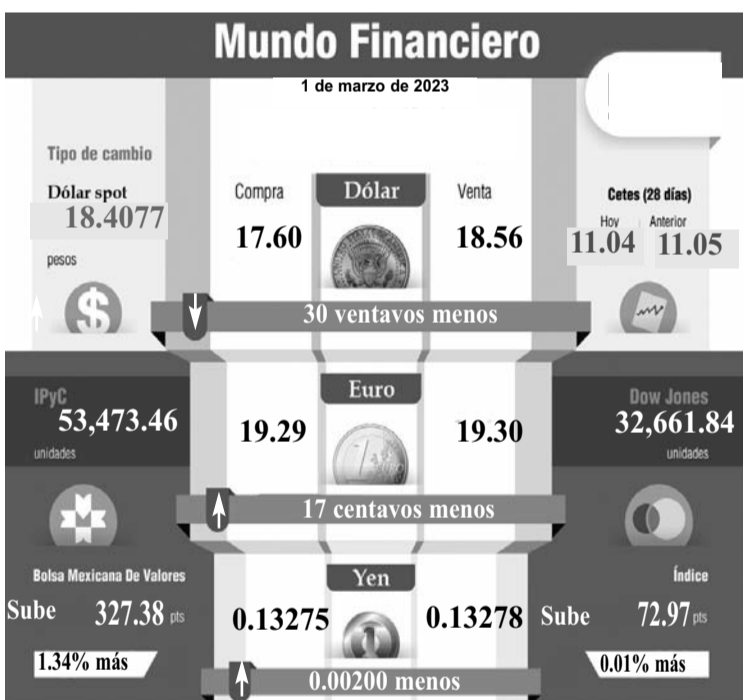 Mundo Financiero
1 de marzo de 2023
Tipo de cambio
Dólar spot
18.4077
pesos
Compra
Dólar
Venta
17.60
18.56
30 ventavos menos
Cetes (28 días)
Hoy
Anterior
11.04
11.05
IPyC
53,473.46
unidades
Euro
19.29
19.30
17 centavos menos
Dow Jones
32,661.84
unidades
Bolsa Mexicana De Valores
Sube 327.38 pts
1.34% más
Yen
0.13275
0.13278
0.00200 menos
Índice
Sube 72.97 pts
0.01% más